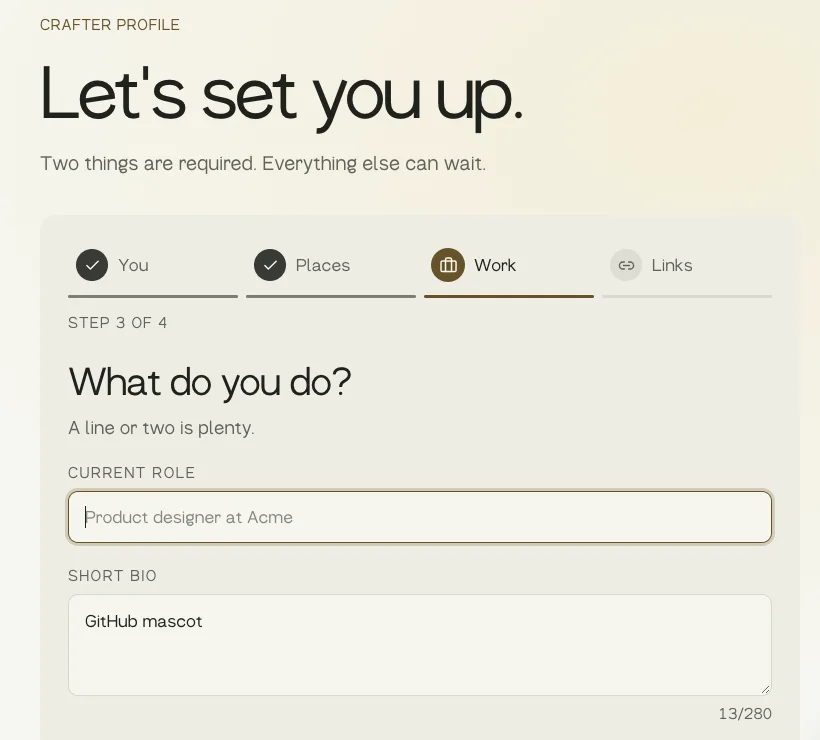 CRAFTER PROFILE
Let's set you up.
Two things are required. Everything else can wait.
You
Places
Work
Links
STEP 3 OF 4
What do you do?
A line or two is plenty.
CURRENT ROLE
Product designer at Acme
SHORT BIO
GitHub mascot
13/280